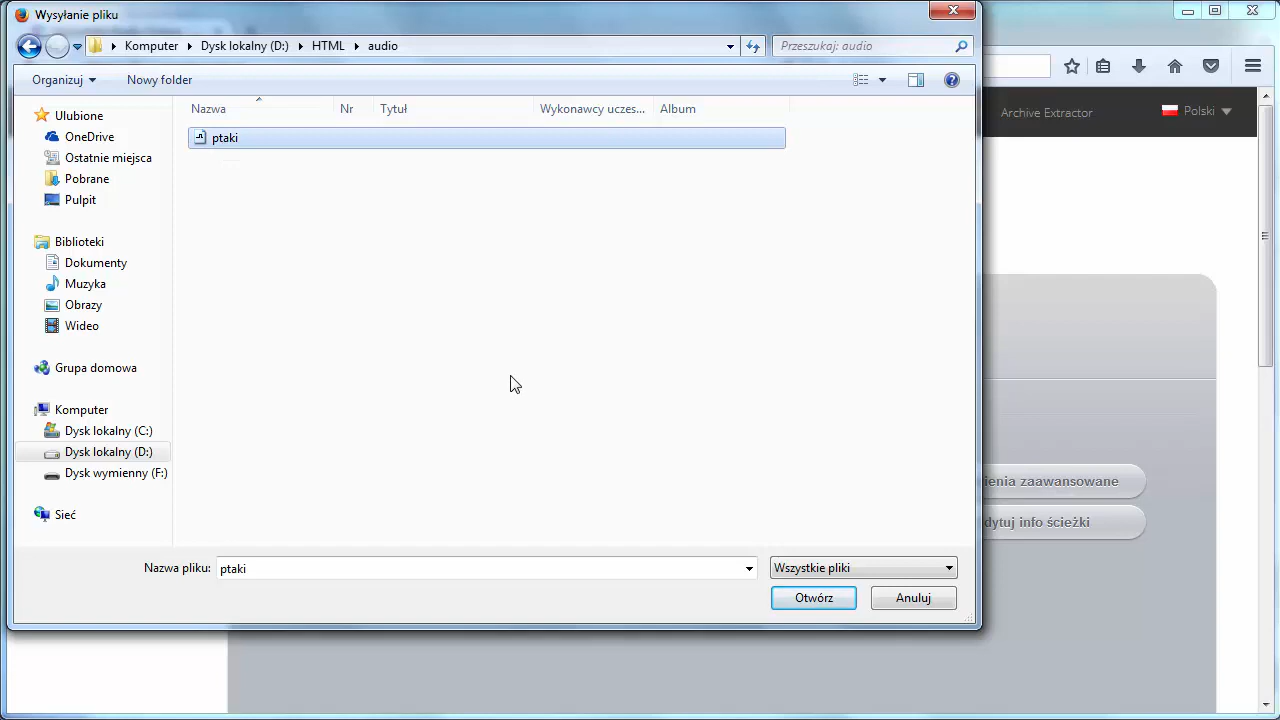 Wysyłanie pliku
Komputer Dysk lokalny (D:) HTML audio
Przeszukaj: audio
Organizuj Nowy folder
Nazwa Nr Tytuł Wykonawcy uczes... Album
ptaki
Ulubione
OneDrive
Ostatnie miejsca
Pobrane
Pulpit
Biblioteki
Dokumenty
Muzyka
Obrazy
Wideo
Grupa domowa
Komputer
Dysk lokalny (C:)
Dysk lokalny (D:)
Dysk wymienny (F:)
Sieć
Nazwa pliku: ptaki
Wszystkie pliki
Otwórz Anuluj
Archive Extractor Polski
ienia zaawansowane
dytuj info ścieżki